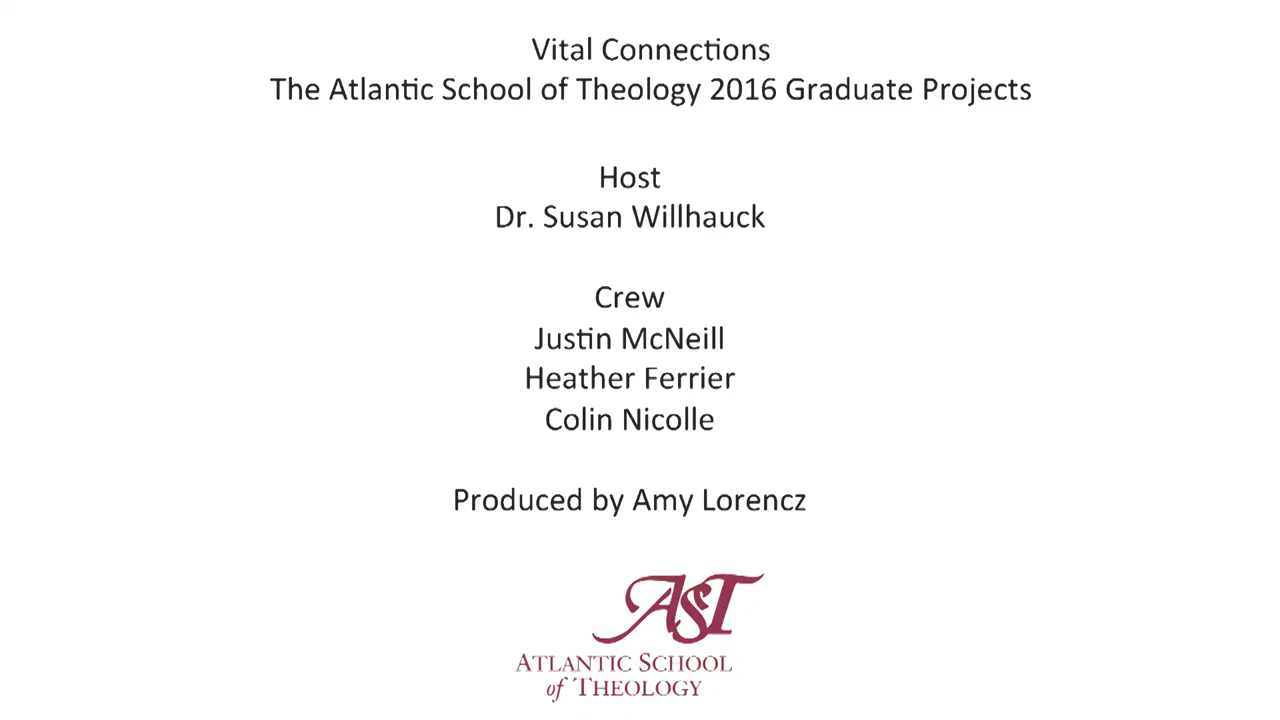 Vital Connections
The Atlantic School of Theology 2016 Graduate Projects
Host
Dr. Susan Willhauck
Crew
Justin McNeill
Heather Ferrier
Colin Nicolle
Produced by Amy Lorencz
AST
ATLANTIC SCHOOL
of THEOLOGY